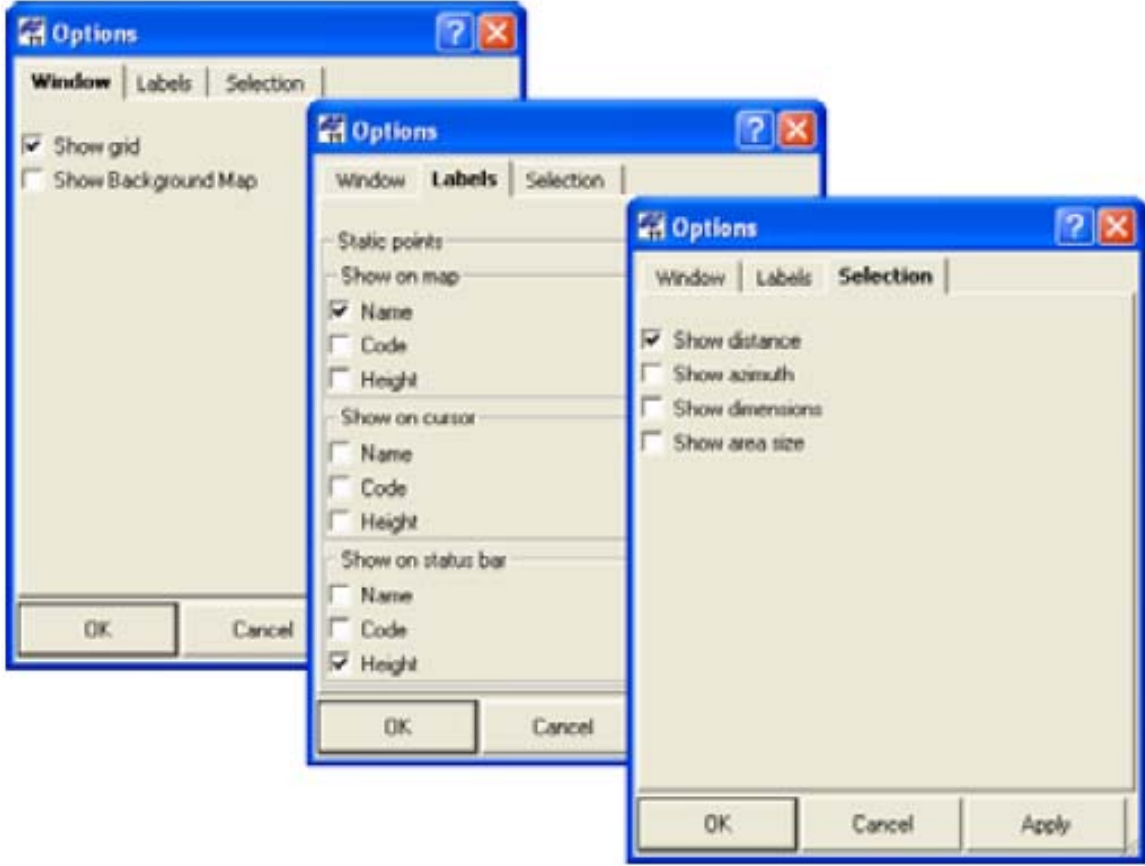 Options
Window Labels Selection
Show grid
Show Background Map
OK Cancel
Options
Window Labels Selection
Static points
Show on map
Name
Code
Height
Show on cursor
Name
Code
Height
Show on status bar
Name
Code
Height
OK Cancel
Options
Window Labels Selection
Show distance
Show azimuth
Show dimensions
Show area size
OK Cancel Apply